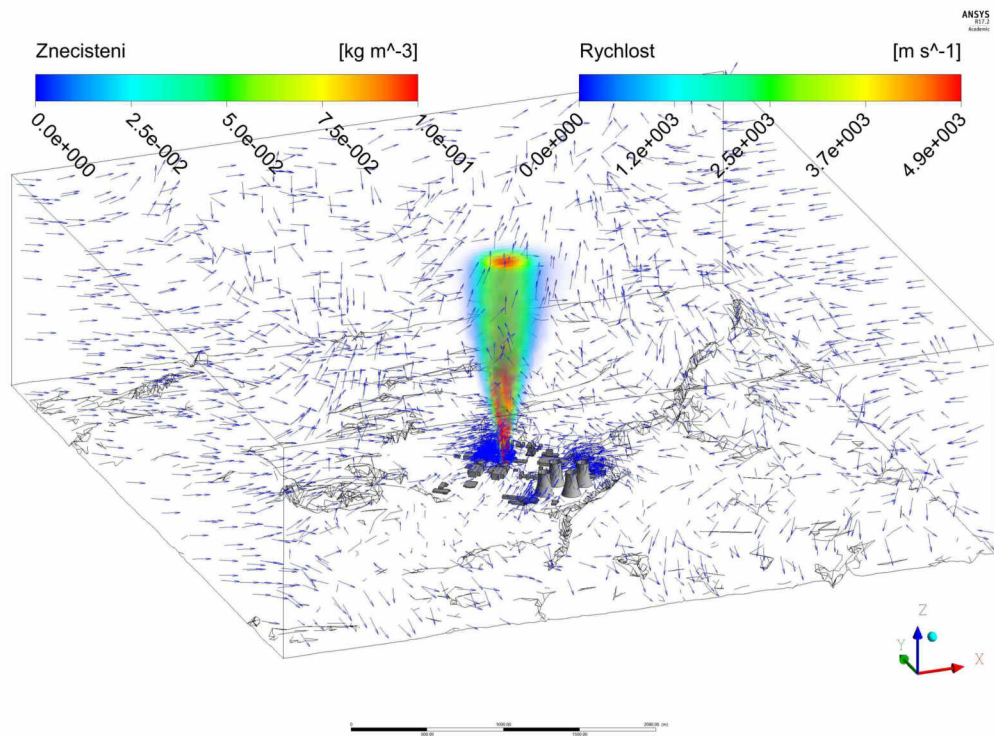 ANSYS
R17.2
Academic
Znecisteni [kg m^-3]
0.0e+000 2.5e-002 5.0e-002 7.5e-002 1.0e-001
Rychlost [m s^-1]
0.0e+000 1.2e+003 2.5e+003 3.7e+003 4.9e+003
Z
Y
X
0 1000.00 2000.00 (m)
500.00 1500.00